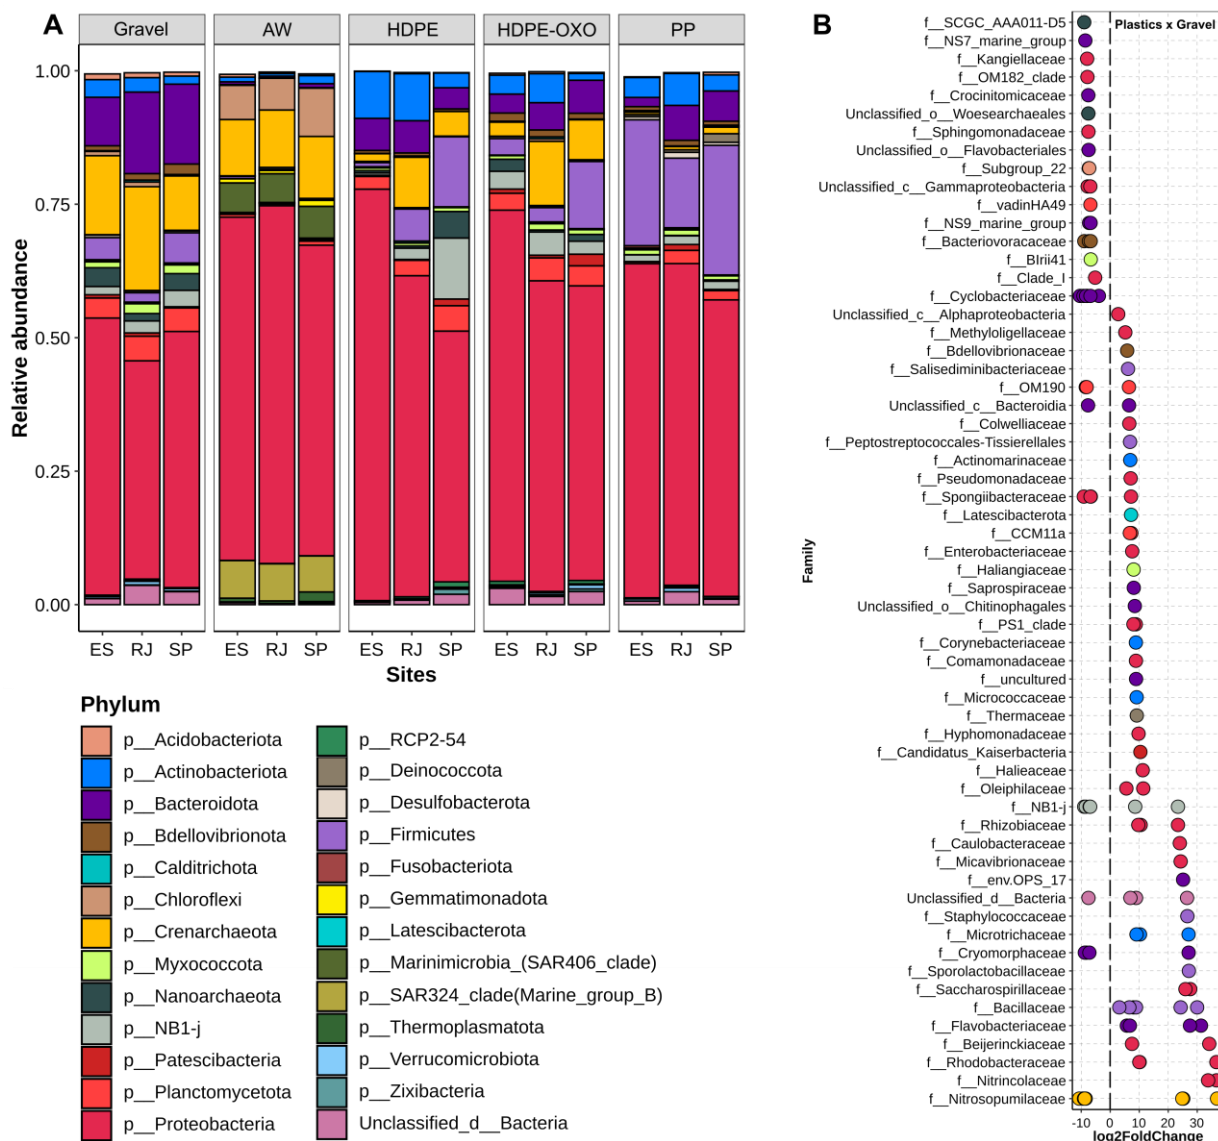 A
Gravel
AW
HDPE
HDPE-OXO
PP
Relative abundance
1.00
0.75
0.50
0.25
0.00
ES RJ SP
ES RJ SP
ES RJ SP
ES RJ SP
ES RJ SP
Sites
Phylum
p__Acidobacteriota
p__Actinobacteriota
p__Bacteroidota
p__Bdellovibrionota
p__Calditrichota
p__Chloroflexi
p__Crenarchaeota
p__Myxococcota
p__Nanoarchaeota
p__NB1-j
p__Patescibacteria
p__Planctomycetota
p__Proteobacteria
p__RCP2-54
p__Deinococcota
p__Desulfobacterota
p__Firmicutes
p__Fusobacteriota
p__Gemmatimonadota
p__Latescibacterota
p__Marinimicrobia_(SAR406_clade)
p__SAR324_clade(Marine_group_B)
p__Thermoplasmatota
p__Verrucomicrobiota
p__Zixibacteria
Unclassified_d__Bacteria
B
Plastics x Gravel
Family
f__SCGC_AAA011-D5
f__NS7_marine_group
f__Kangiellaceae
f__OM182_clade
f__Crocinitomicaceae
Unclassified_o__Woesearchaeales
f__Sphingomonadaceae
Unclassified_o__Flavobacteriales
f__Subgroup_22
Unclassified_c__Gammaproteobacteria
f__vadinHA49
f__NS9_marine_group
f__Bacteriovoracaceae
f__BIrii41
f__Clade_I
f__Cyclobacteriaceae
Unclassified_c__Alphaproteobacteria
f__Methyloligellaceae
f__Bdellovibrionaceae
f__Salisediminibacteriaceae
f__OM190
Unclassified_c__Bacteroidia
f__Colwelliaceae
f__Peptostreptococcales-Tissierellales
f__Actinomarinaceae
f__Pseudomonadaceae
f__Spongiibacteraceae
f__Latescibacterota
f__CCM11a
f__Enterobacteriaceae
f__Haliangiaceae
f__Saprospiraceae
Unclassified_o__Chitinophagales
f__PS1_clade
f__Corynebacteriaceae
f__Comamonadaceae
f__uncultured
f__Micrococcaceae
f__Thermaceae
f__Hyphomonadaceae
f__Candidatus_Kaiserbacteria
f__Halieaceae
f__Oleiphilaceae
f__NB1-j
f__Rhizobiaceae
f__Caulobacteraceae
f__Micavibrionaceae
f__env.OPS_17
Unclassified_d__Bacteria
f__Staphylococcaceae
f__Microtrichaceae
f__Cryomorphaceae
f__Sporolactobacillaceae
f__Saccharospirillaceae
f__Bacillaceae
f__Flavobacteriaceae
f__Beijerinckiaceae
f__Rhodobacteraceae
f__Nitrincolaceae
f__Nitrosopumilaceae
-10 0 10 20 30
log2FoldChange